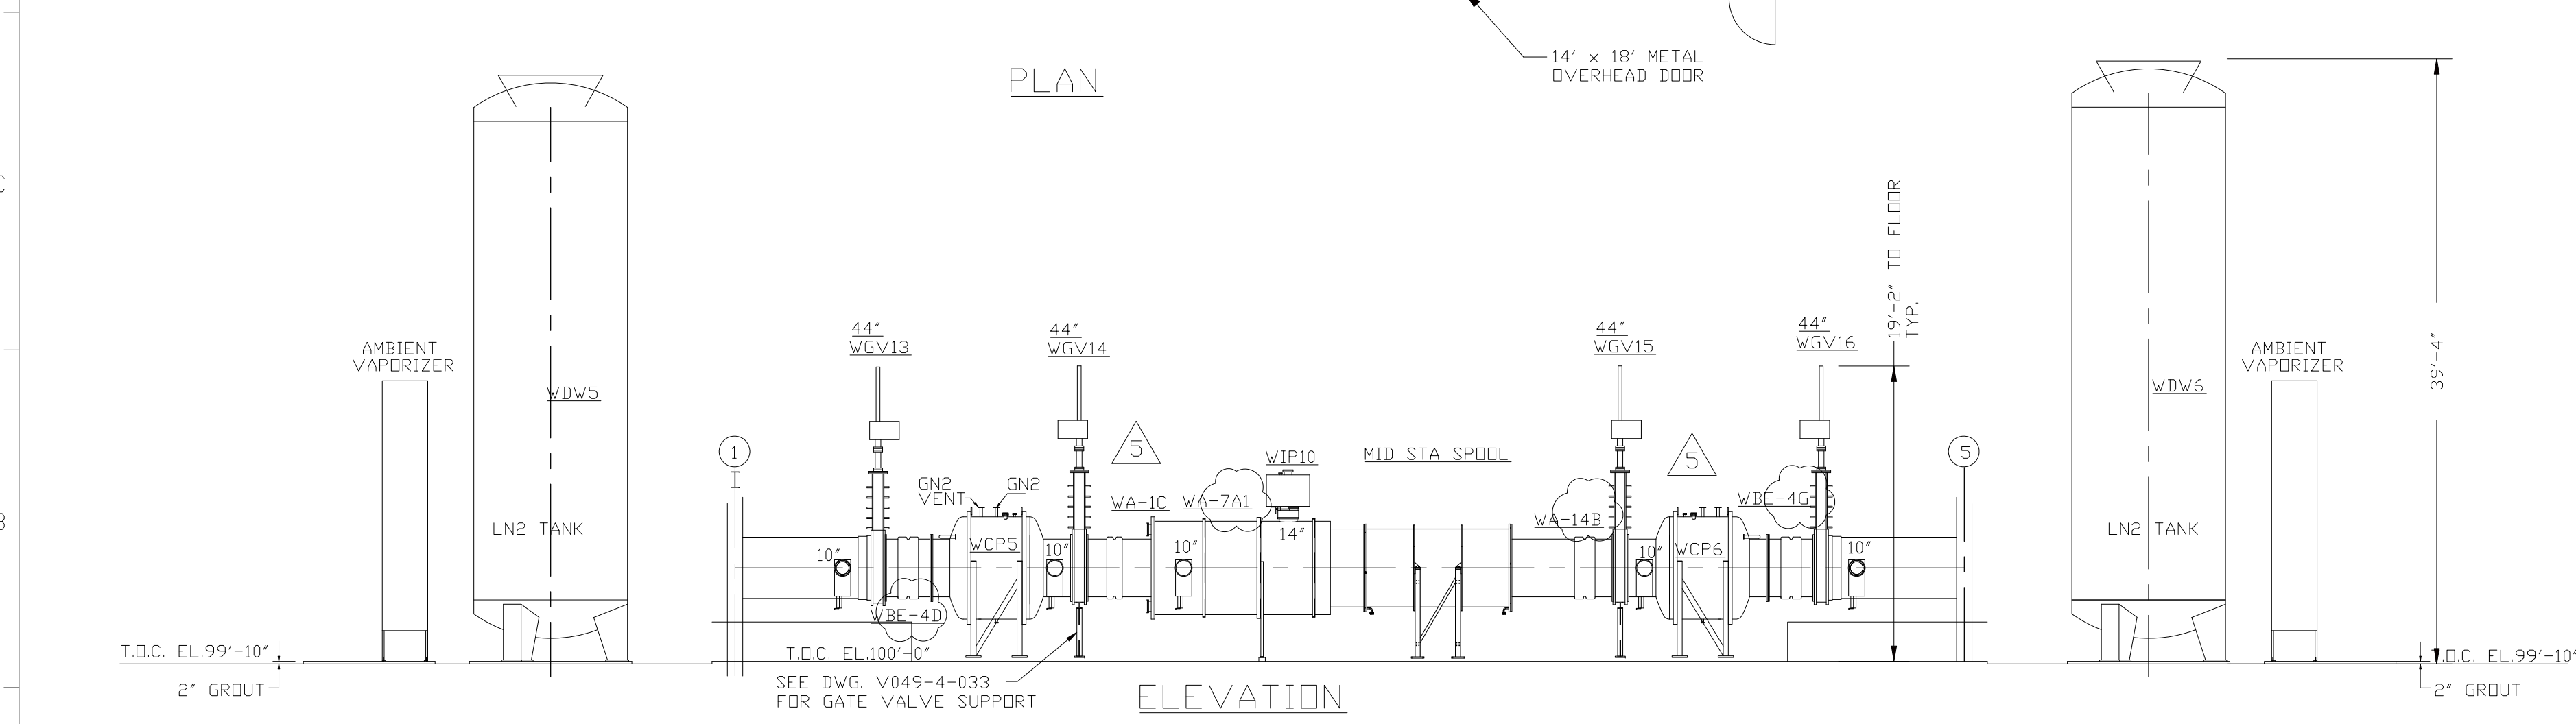 14' x 18' METAL
OVERHEAD DOOR
PLAN
C
19'-2" TO FLOOR
TYP.
39'-4"
44"
WGV13
44"
WGV14
44"
WGV15
44"
WGV16
AMBIENT
VAPORIZER
AMBIENT
VAPORIZER
WDW5
WDW6
1
5
WIP10
MID STA SPOOL
5
5
GN2
VENT
GN2
WA-1C
WA-7A1
WA-14B
WBE-4G
LN2 TANK
LN2 TANK
14"
10"
WCP5
10"
10"
10"
WCP6
10"
WBE-4D
T.O.C. EL.99'-10"
T.O.C. EL.100'-0"
T.O.C. EL.99'-10"
2" GROUT
SEE DWG. V049-4-033
FOR GATE VALVE SUPPORT
ELEVATION
2" GROUT